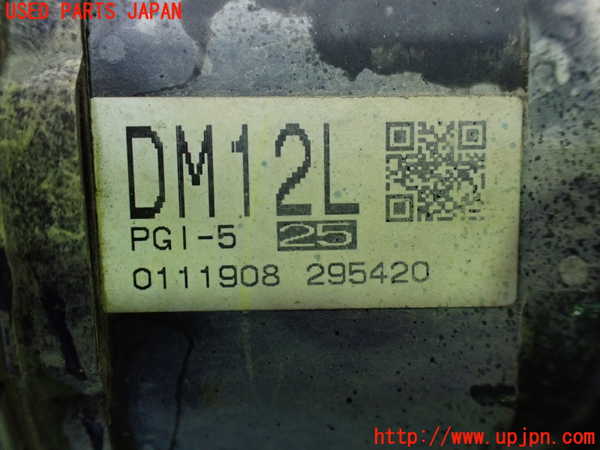 USED PARTS JAPAN
DM12L
PGI-5 25
0111908 295420
http://www.upjpn.com/